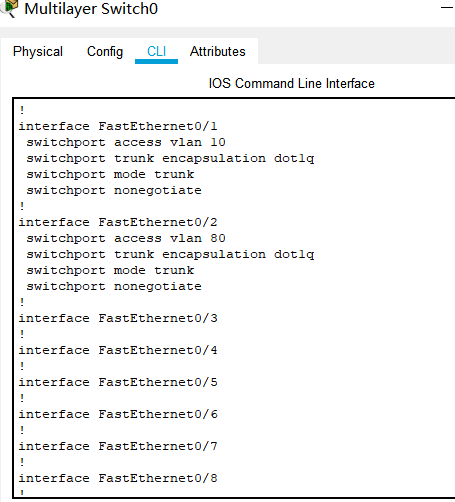 Multilayer Switch0
Physical Config CLI Attributes
IOS Command Line Interface
!
interface FastEthernet0/1
switchport access vlan 10
switchport trunk encapsulation dot1q
switchport mode trunk
switchport nonegotiate
!
interface FastEthernet0/2
switchport access vlan 80
switchport trunk encapsulation dot1q
switchport mode trunk
switchport nonegotiate
!
interface FastEthernet0/3
!
interface FastEthernet0/4
!
interface FastEthernet0/5
!
interface FastEthernet0/6
!
interface FastEthernet0/7
!
interface FastEthernet0/8
!